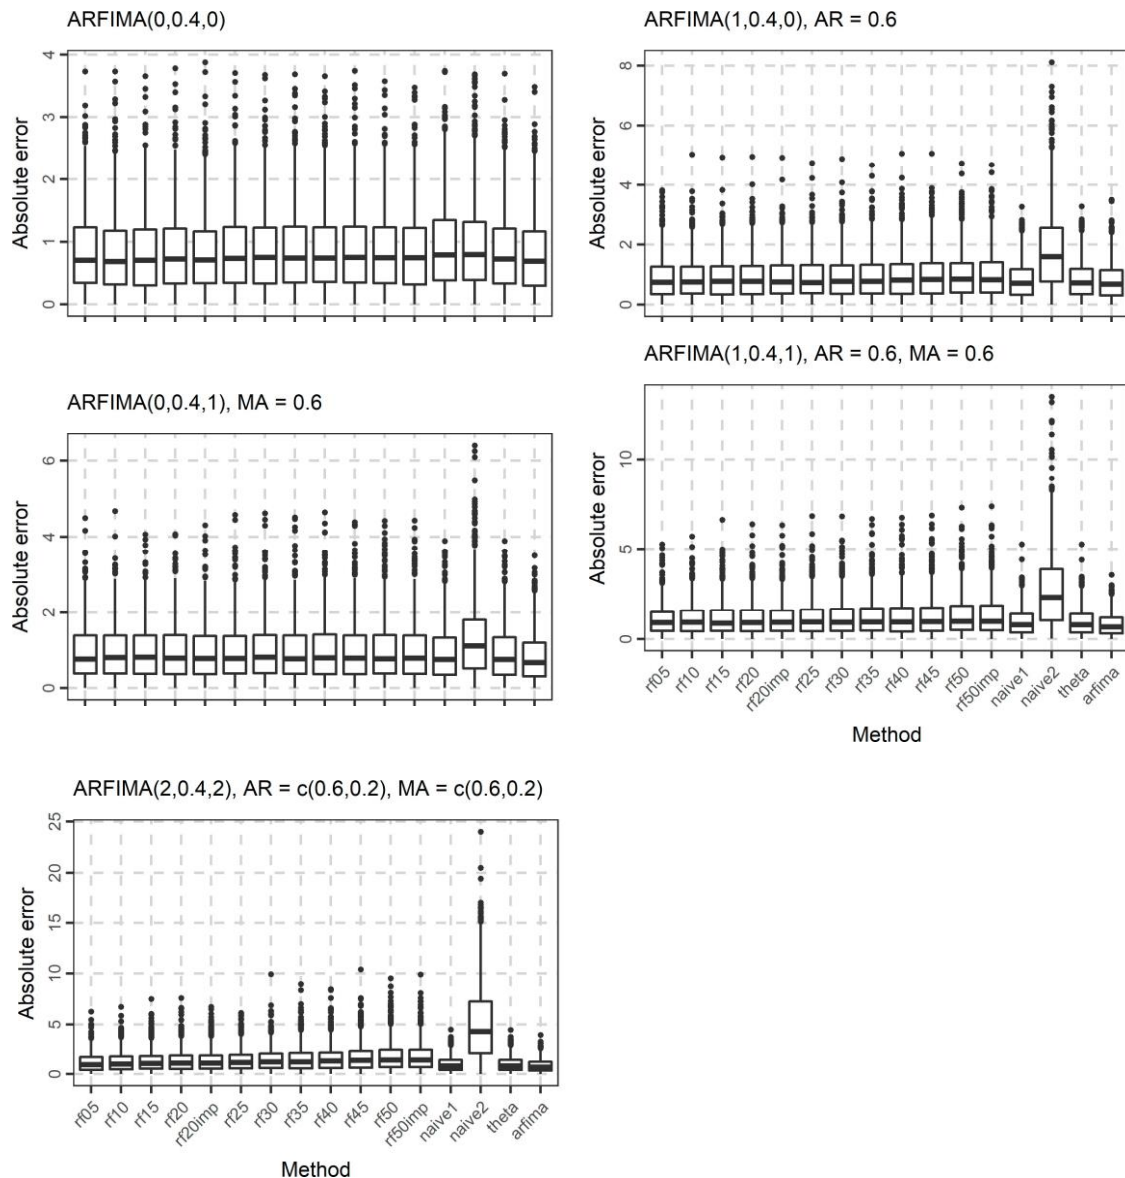 ARFIMA(0,0.4,0)
Absolute error
4
3
2
1
0
ARFIMA(1,0.4,0), AR = 0.6
Absolute error
8
6
4
2
0
ARFIMA(0,0.4,1), MA = 0.6
Absolute error
6
4
2
0
ARFIMA(1,0.4,1), AR = 0.6, MA = 0.6
Absolute error
10
5
0
rf05 rf10 rf15 rf20 rf20imp rf25 rf30 rf35 rf40 rf45 rf50 rf50imp naive1 naive2 theta arfima
Method
ARFIMA(2,0.4,2), AR = c(0.6,0.2), MA = c(0.6,0.2)
Absolute error
25
20
15
10
5
0
rf05 rf10 rf15 rf20 rf20imp rf25 rf30 rf35 rf40 rf45 rf50 rf50imp naive1 naive2 theta arfima
Method